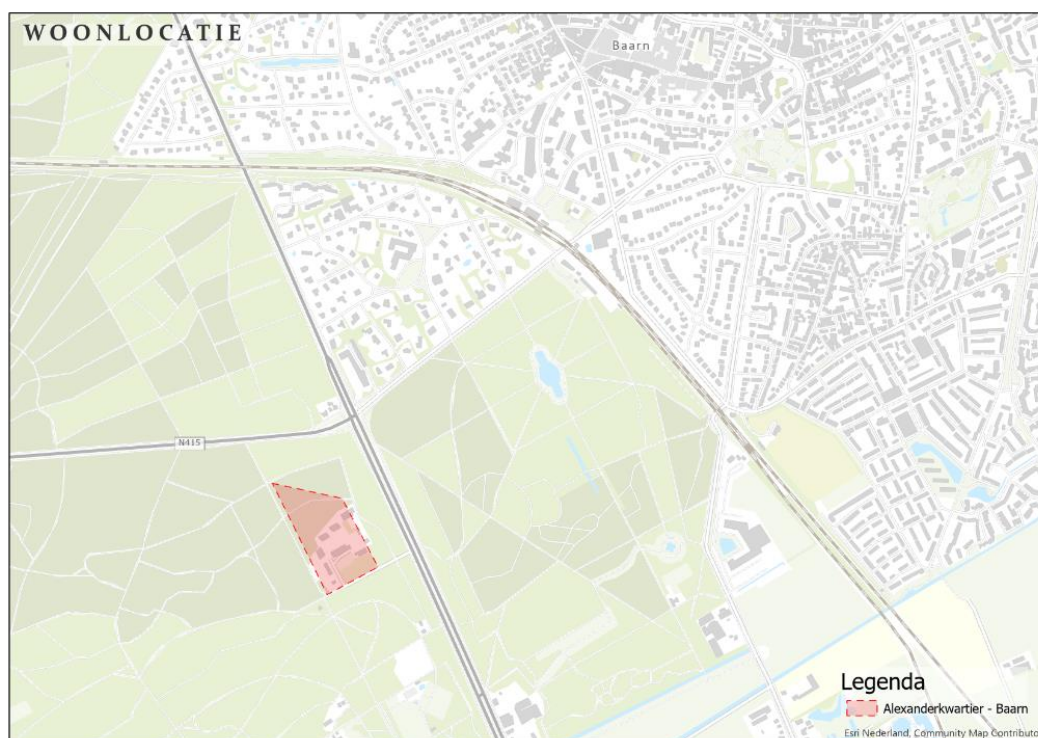 WOONLOCATIE
Baarn
N415
Legenda
Alexanderkwartier - Baarn
Esri Nederland, Community Map Contributo